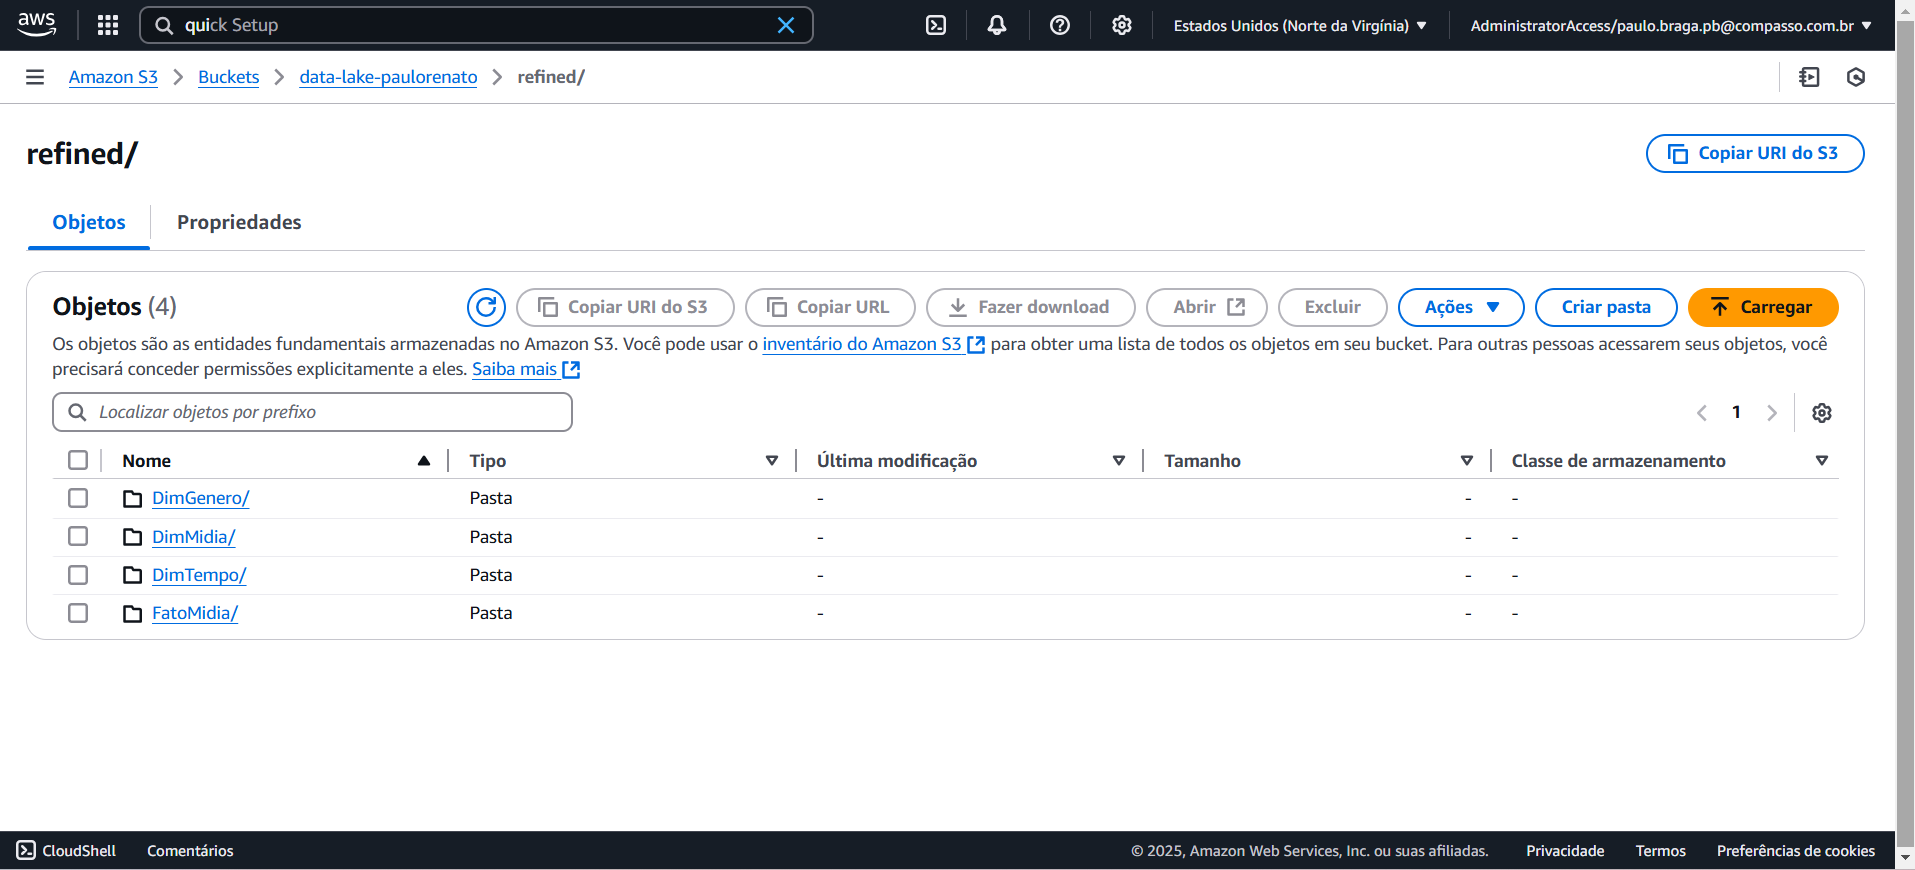 aws
quick Setup
Estados Unidos (Norte da Virgínia)
AdministratorAccess/paulo.braga.pb@compasso.com.br
Amazon S3 > Buckets > data-lake-paulorenato > refined/
refined/
Copiar URI do S3
Objetos
Propriedades
Objetos (4)
Copiar URI do S3
Copiar URL
Fazer download
Abrir
Excluir
Ações
Criar pasta
Carregar
Os objetos são as entidades fundamentais armazenadas no Amazon S3. Você pode usar o inventário do Amazon S3 para obter uma lista de todos os objetos em seu bucket. Para outras pessoas acessarem seus objetos, você
precisará conceder permissões explicitamente a eles. Saiba mais
Localizar objetos por prefixo
1
Nome Tipo Última modificação Tamanho Classe de armazenamento
DimGenero/ Pasta - - -
DimMidia/ Pasta - - -
DimTempo/ Pasta - - -
FatoMidia/ Pasta - - -
CloudShell
Comentários
© 2025, Amazon Web Services, Inc. ou suas afiliadas.
Privacidade
Termos
Preferências de cookies